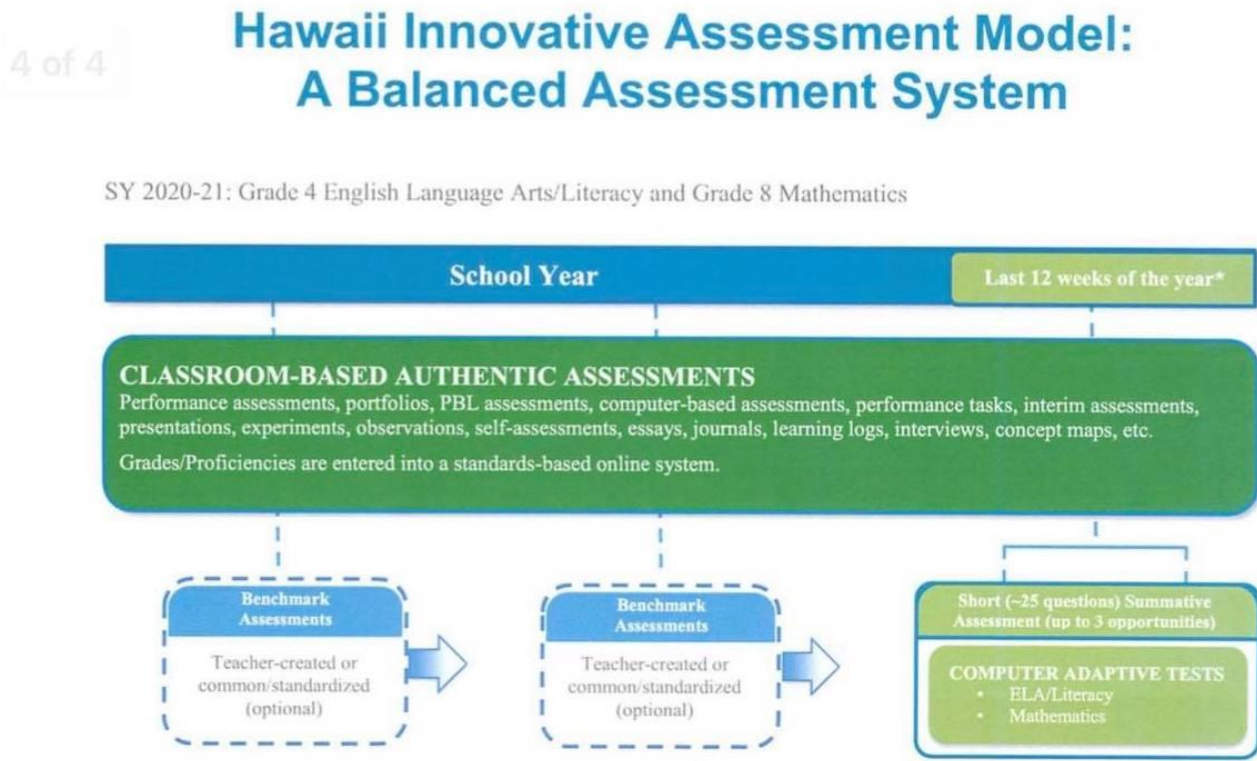 4 of 4
Hawaii Innovative Assessment Model:
A Balanced Assessment System
SY 2020-21: Grade 4 English Language Arts/Literacy and Grade 8 Mathematics
School Year
Last 12 weeks of the year*
CLASSROOM-BASED AUTHENTIC ASSESSMENTS
Performance assessments, portfolios, PBL assessments, computer-based assessments, performance tasks, interim assessments,
presentations, experiments, observations, self-assessments, essays, journals, learning logs, interviews, concept maps, etc.
Grades/Proficiencies are entered into a standards-based online system.
Benchmark
Assessments
Teacher-created or
common/standardized
(optional)
Benchmark
Assessments
Teacher-created or
common/standardized
(optional)
Short (~25 questions) Summative
Assessment (up to 3 opportunities)
COMPUTER ADAPTIVE TESTS
• ELA/Literacy
• Mathematics